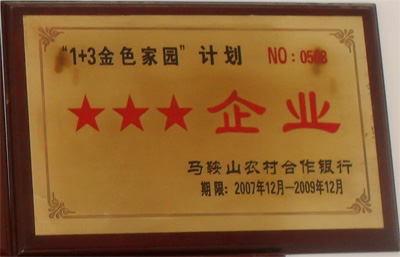 “1+3金色家园”计划 NO:0508
★★★企业
马鞍山农村合作银行
期限:2007年12月—2009年12月